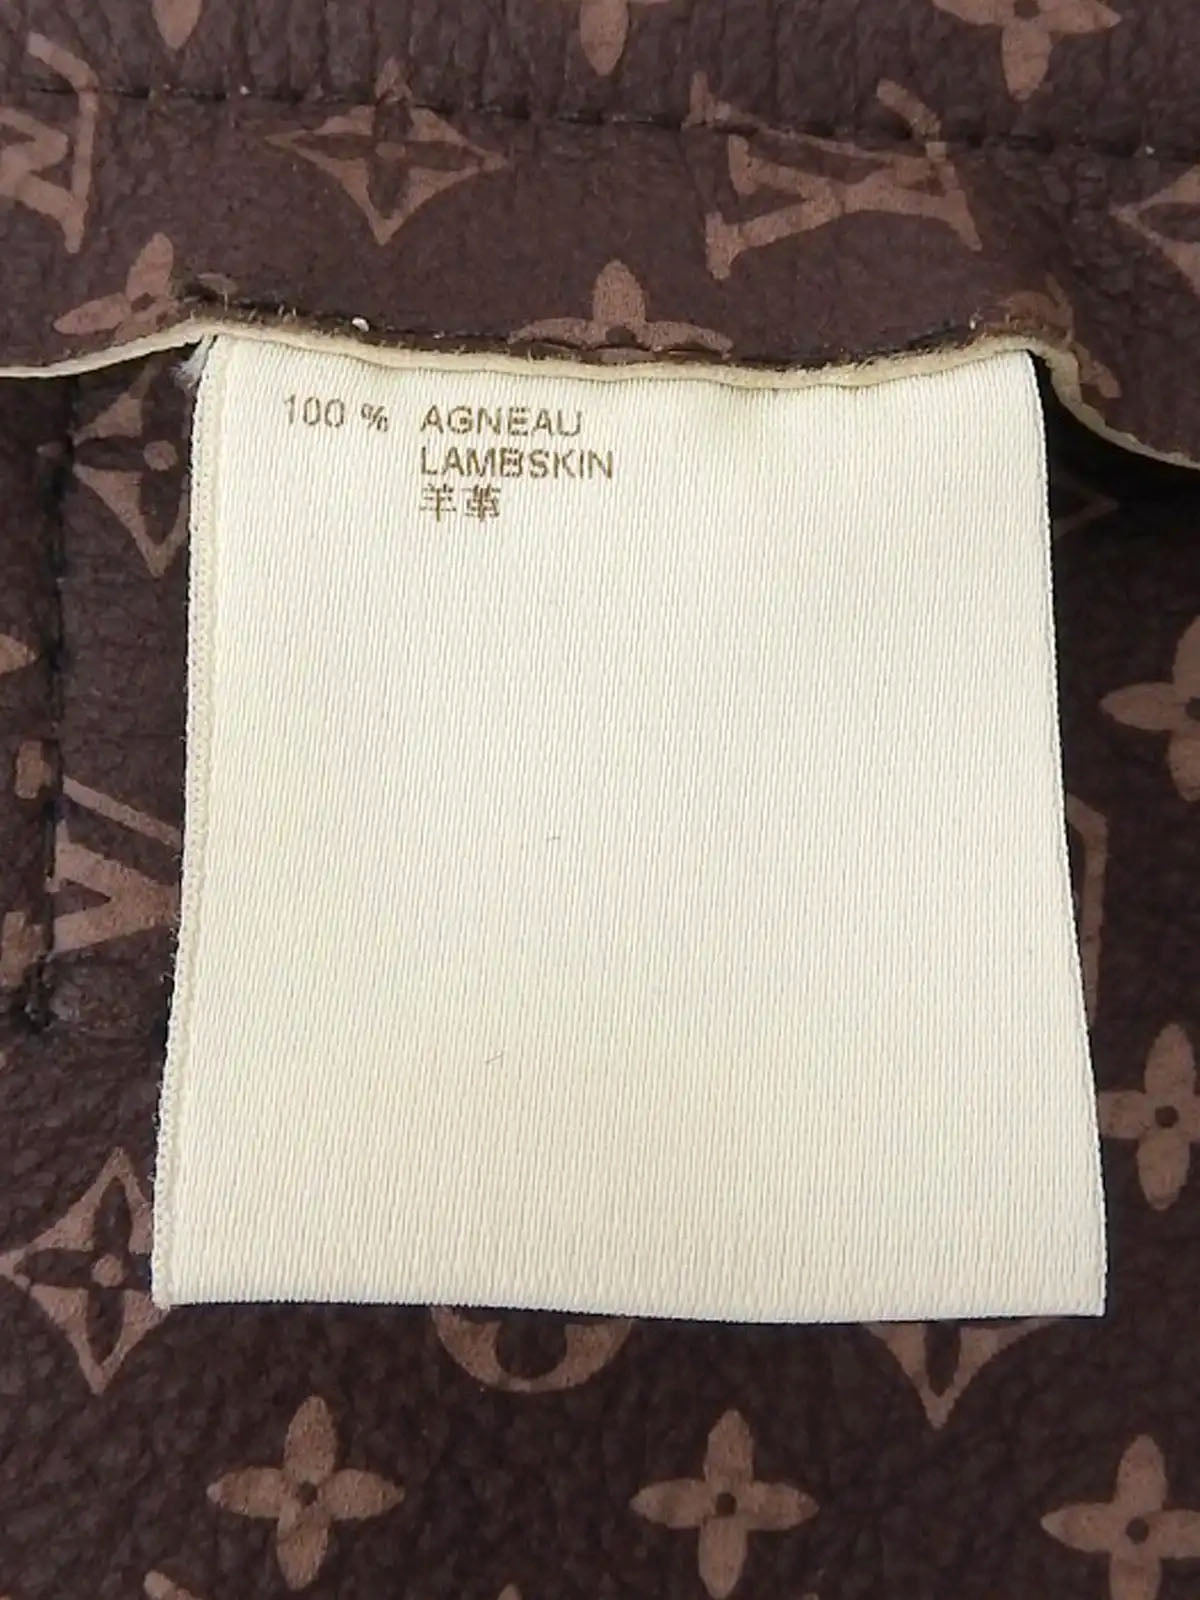 100 % AGNEAU
LAMBSKIN
羊革